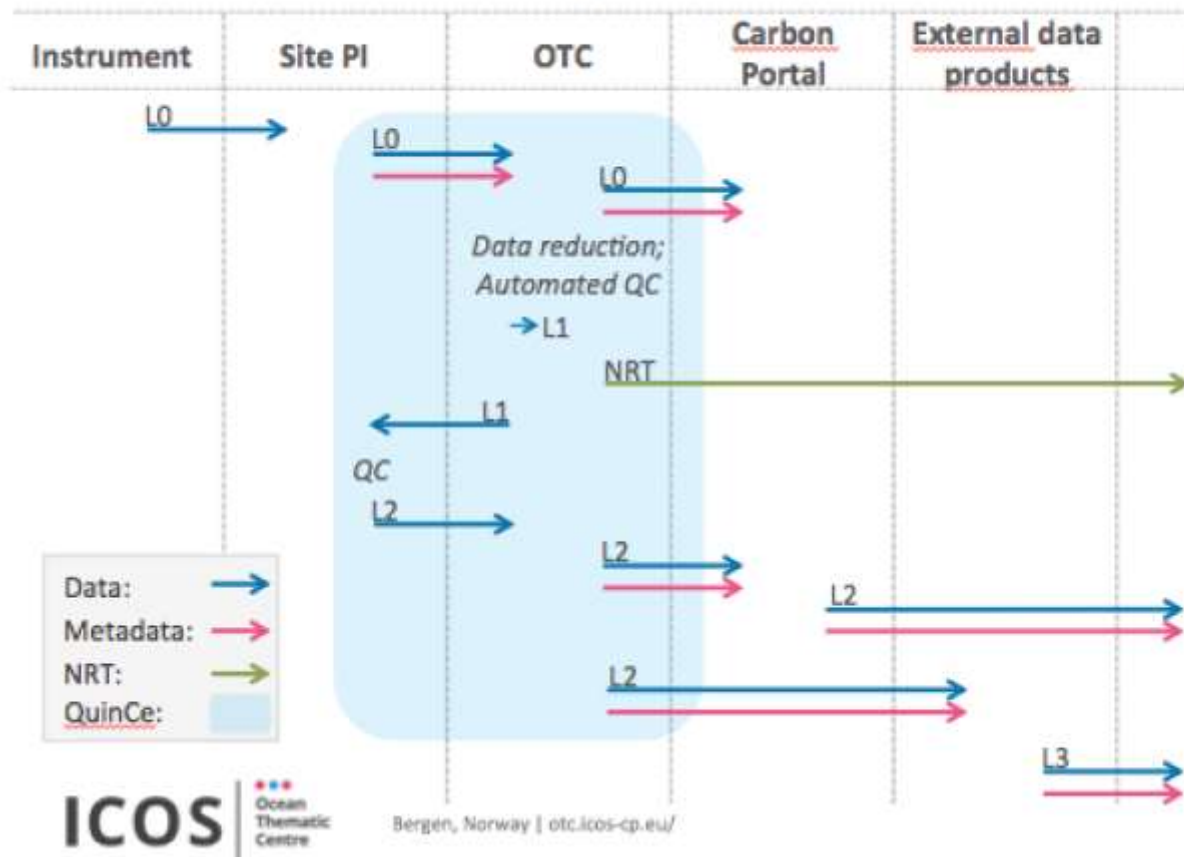 Instrument
Site PI
OTC
Carbon
Portal
External data
products
L0
L0
L0
Data reduction;
Automated QC
L1
NRT
L1
QC
L2
L2
L2
L2
L3
Data:
Metadata:
NRT:
QuinCe:
ICOS
Ocean
Thematic
Centre
Bergen, Norway | otc.icos-cp.eu/